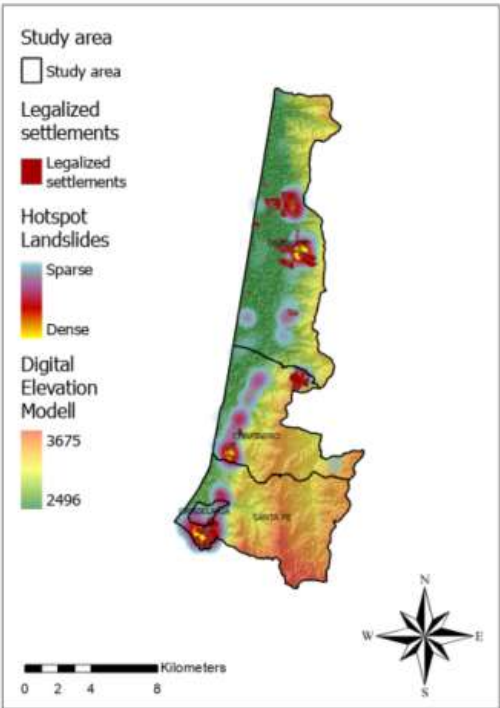 Study area
Study area
Legalized
settlements
Legalized
settlements
Hotspot
Landslides
Sparse
Dense
Digital
Elevation
Modell
3675
2496
SANTA FE
N
W
E
S
Kilometers
0 2 4 8